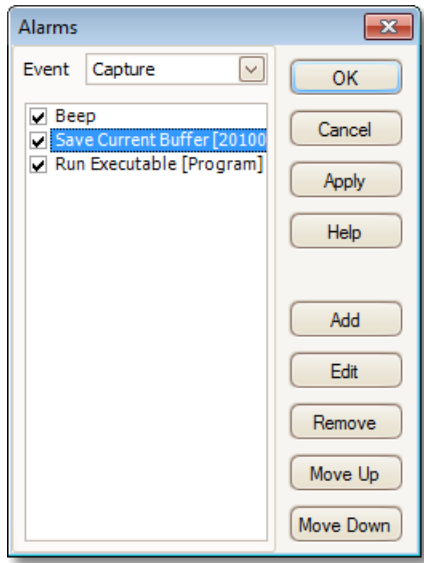 Alarms
Event Capture
Beep
Save Current Buffer [20100
Run Executable [Program]
OK
Cancel
Apply
Help
Add
Edit
Remove
Move Up
Move Down